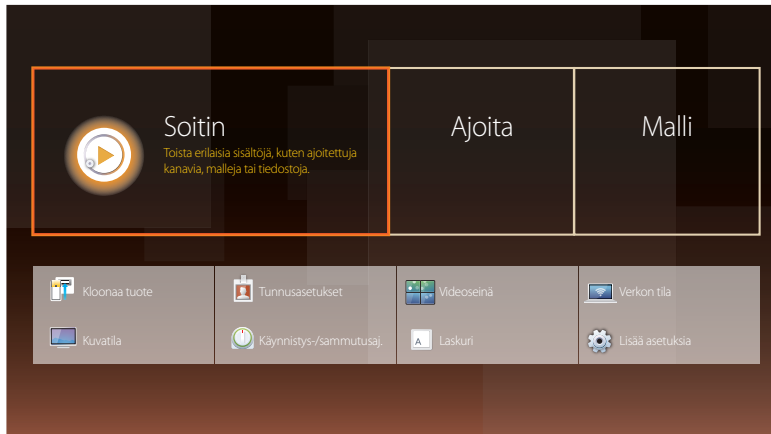 Soitin
Toista erilaisia sisältöjä, kuten ajoitettuja
kanavia, malleja tai tiedostoja.
Ajoita
Malli
Kloonaa tuote
Tunnusasetukset
Videoseinä
Verkon tila
Kuvatila
Käynnistys-/sammutusaj.
A
Laskuri
Lisää asetuksia